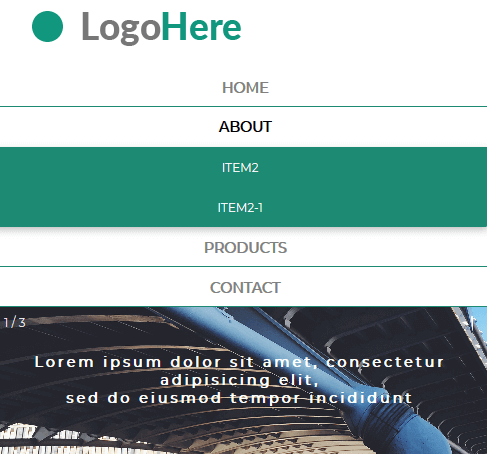 LogoHere
HOME
ABOUT
ITEM2
ITEM2-1
PRODUCTS
CONTACT
1/3
Lorem ipsum dolor sit amet, consectetur
adipisicing elit,
sed do eiusmod tempor incididunt